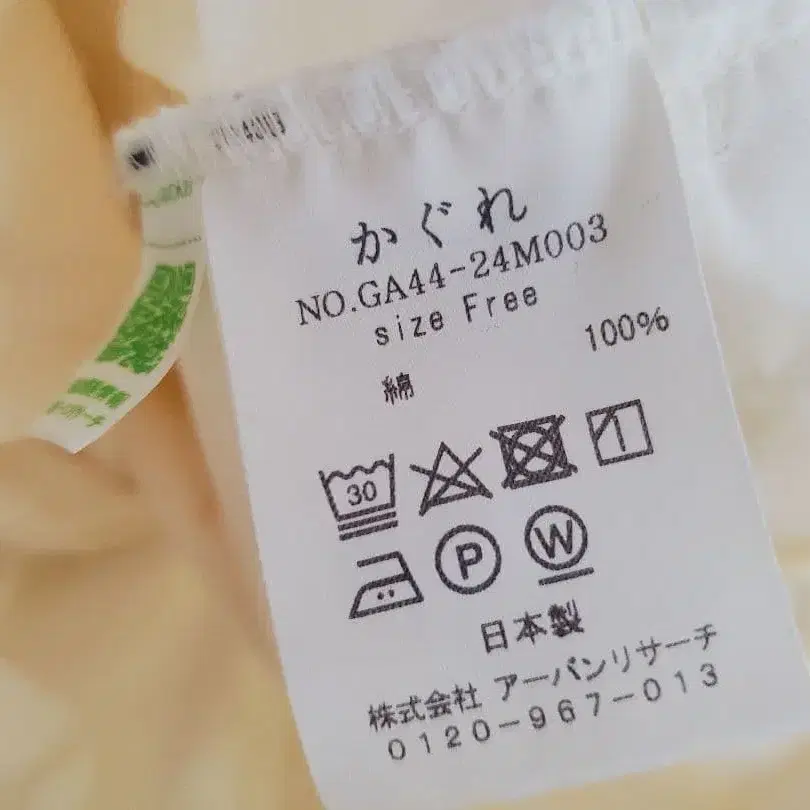 かぐれ
NO.GA44-24M003
size Free
綿 100%
30
P W
日本製
株式会社 アーバンリサーチ
0120-967-013